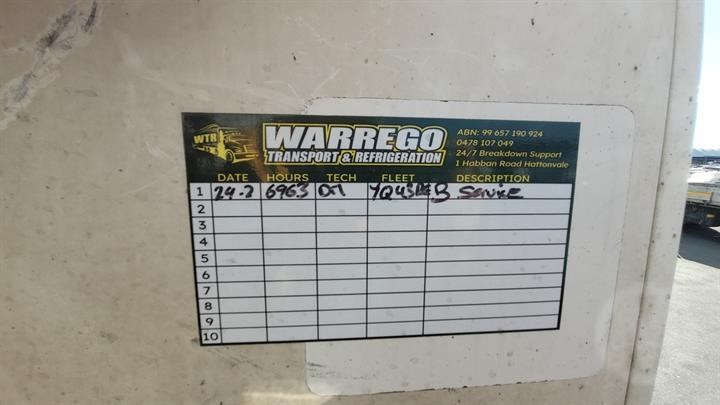 WTR
WARREGO
TRANSPORT & REFRIGERATION
ABN: 99 657 190 924
0478 107 049
24/7 Breakdown Support
1 Habban Road Hattonvale
DATE HOURS TECH FLEET DESCRIPTION
1 24-2 6963 B Service
2
3
4
5
6
7
8
9
10